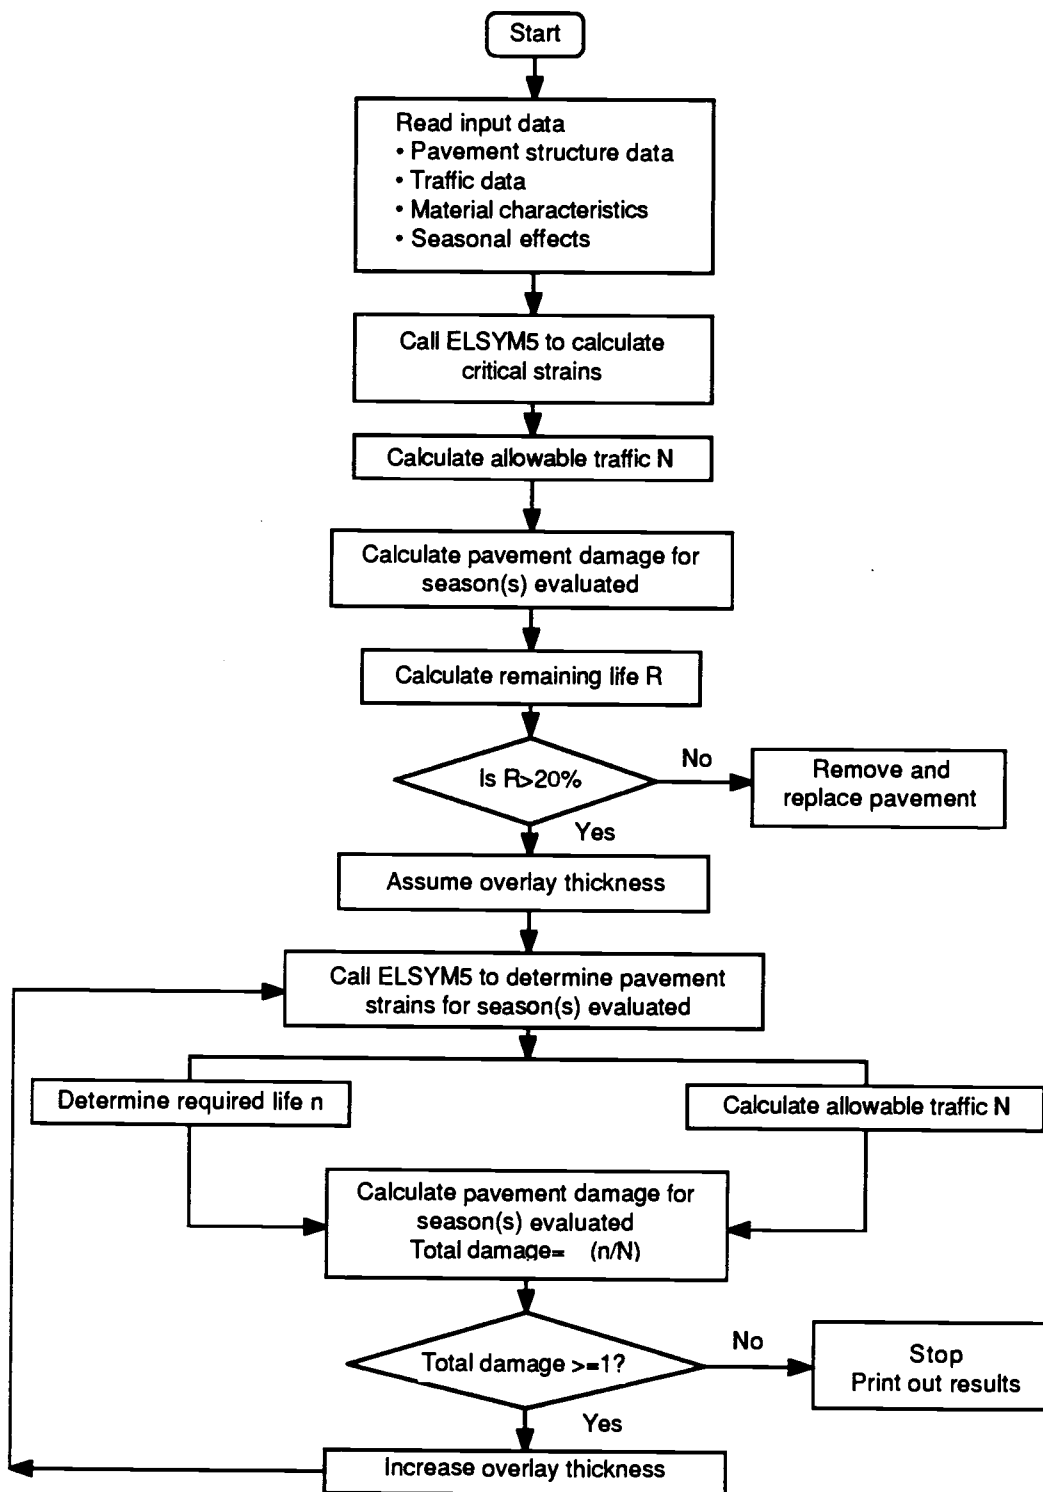 Start
Read input data
• Pavement structure data
• Traffic data
• Material characteristics
• Seasonal effects
Call ELSYM5 to calculate
critical strains
Calculate allowable traffic N
Calculate pavement damage for
season(s) evaluated
Calculate remaining life R
Is R>20%
No
Remove and
replace pavement
Yes
Assume overlay thickness
Call ELSYM5 to determine pavement
strains for season(s) evaluated
Determine required life n
Calculate allowable traffic N
Calculate pavement damage for
season(s) evaluated
Total damage= (n/N)
Total damage >=1?
No
Stop
Print out results
Yes
Increase overlay thickness